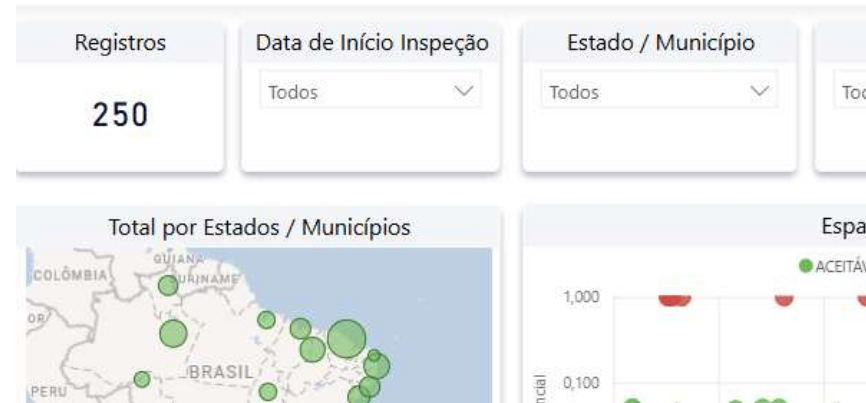 Registros
250
Data de Início Inspeção
Todos
Estado / Município
Todos
Total por Estados / Municípios
COLÔMBIA
GUIANA
SURINAME
BRASIL
PERU
ACEITÁV
1,000
0,100